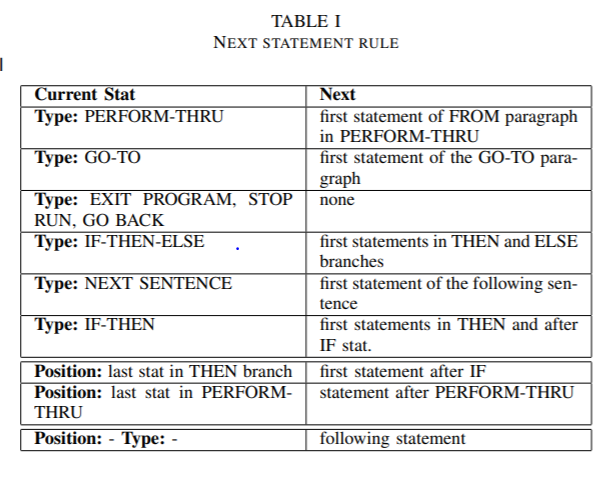 TABLE I
NEXT STATEMENT RULE
Current Stat Next
Type: PERFORM-THRU first statement of FROM paragraph
in PERFORM-THRU
Type: GO-TO first statement of the GO-TO para-
graph
Type: EXIT PROGRAM, STOP none
RUN, GO BACK
Type: IF-THEN-ELSE first statements in THEN and ELSE
branches
Type: NEXT SENTENCE first statement of the following sen-
tence
Type: IF-THEN first statements in THEN and after
IF stat.
Position: last stat in THEN branch first statement after IF
Position: last stat in PERFORM- statement after PERFORM-THRU
THRU
Position: - Type: - following statement